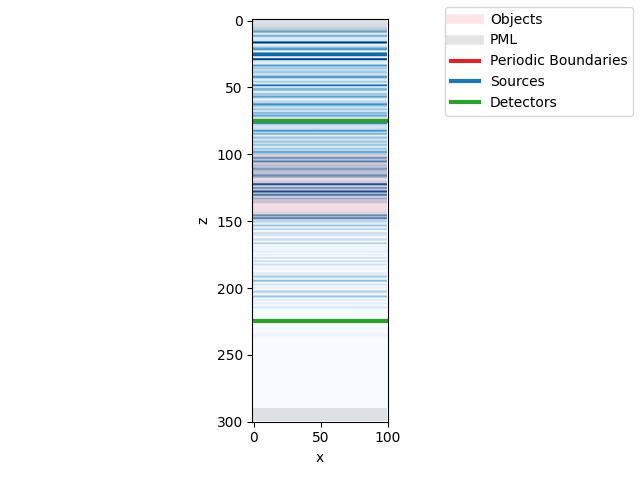 Objects
PML
Periodic Boundaries
Sources
Detectors
0
50
100
150
200
250
300
z
0
50
100
x